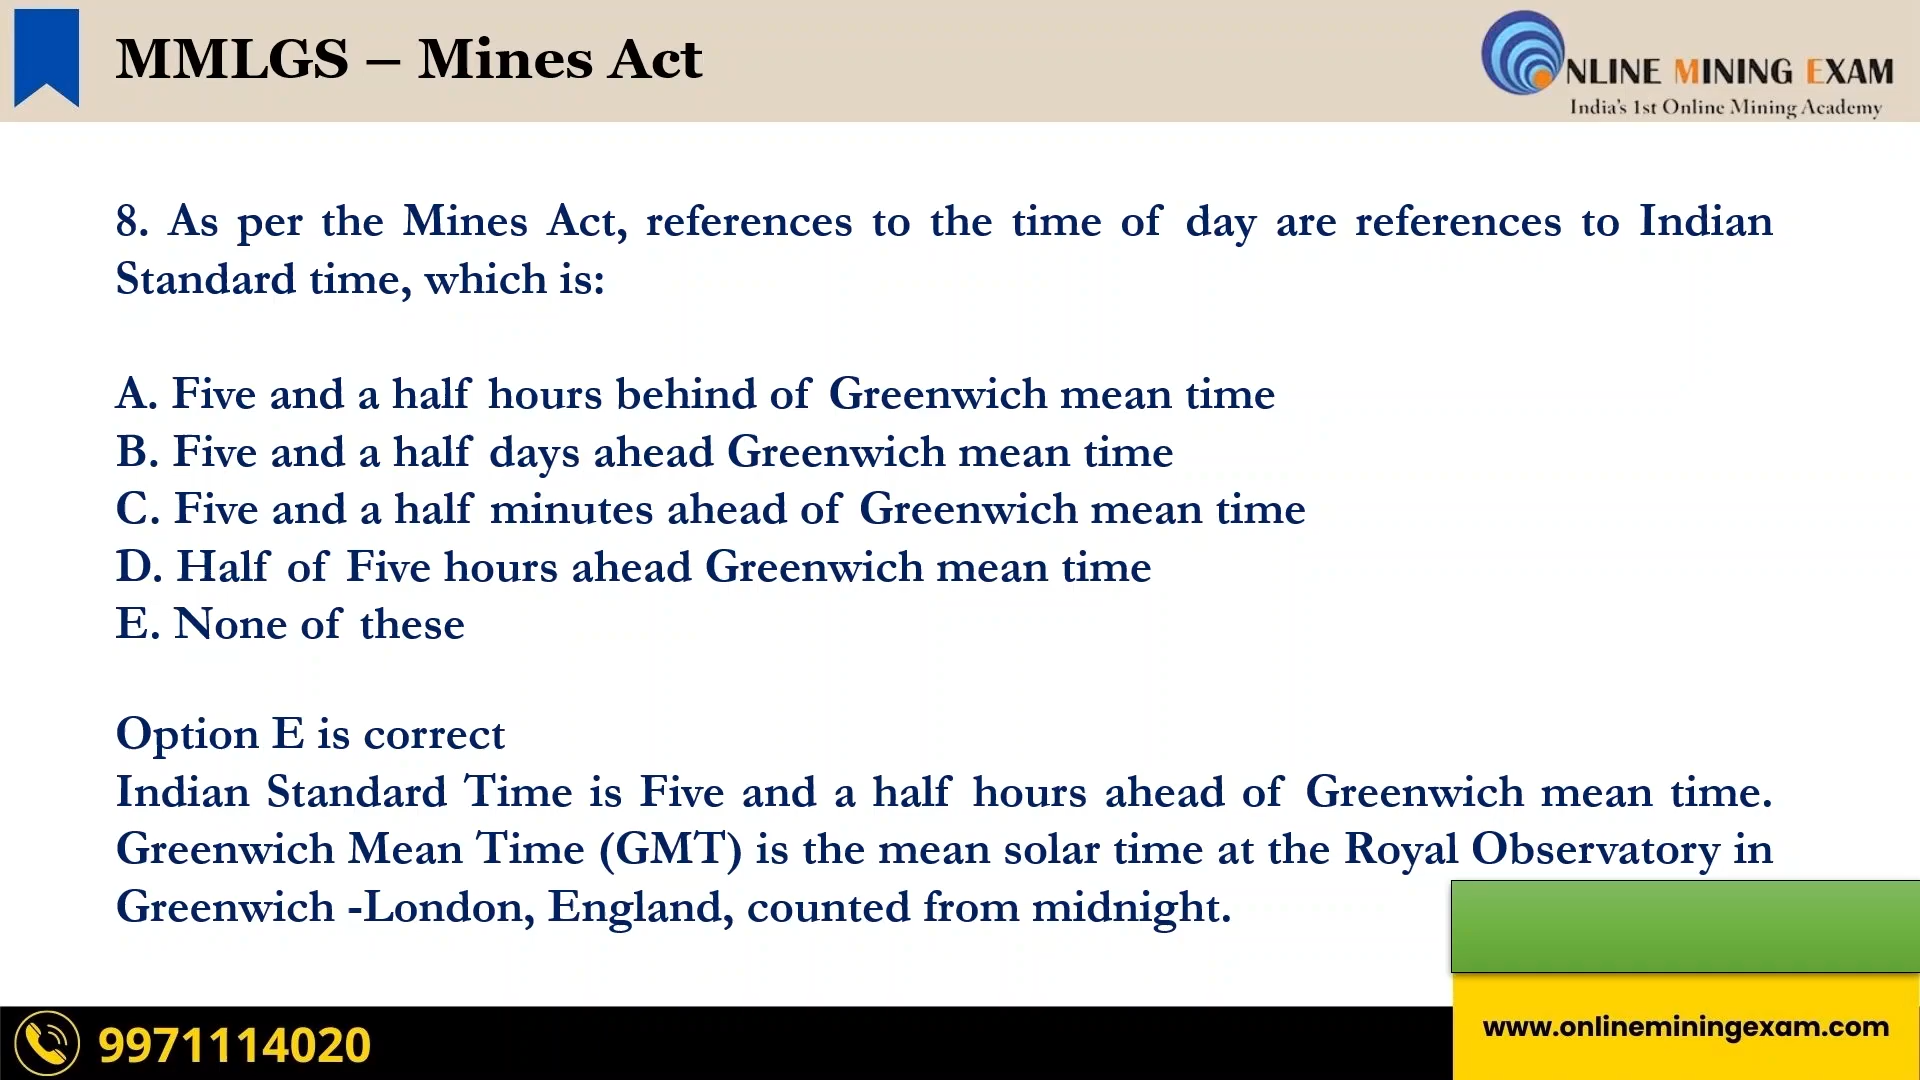 MMLGS – Mines Act
NLINE MINING EXAM
India's 1st Online Mining Academy
8. As per the Mines Act, references to the time of day are references to Indian
Standard time, which is:
A. Five and a half hours behind of Greenwich mean time
B. Five and a half days ahead Greenwich mean time
C. Five and a half minutes ahead of Greenwich mean time
D. Half of Five hours ahead Greenwich mean time
E. None of these
Option E is correct
Indian Standard Time is Five and a half hours ahead of Greenwich mean time.
Greenwich Mean Time (GMT) is the mean solar time at the Royal Observatory in
Greenwich -London, England, counted from midnight.
9971114020
www.onlineminingexam.com